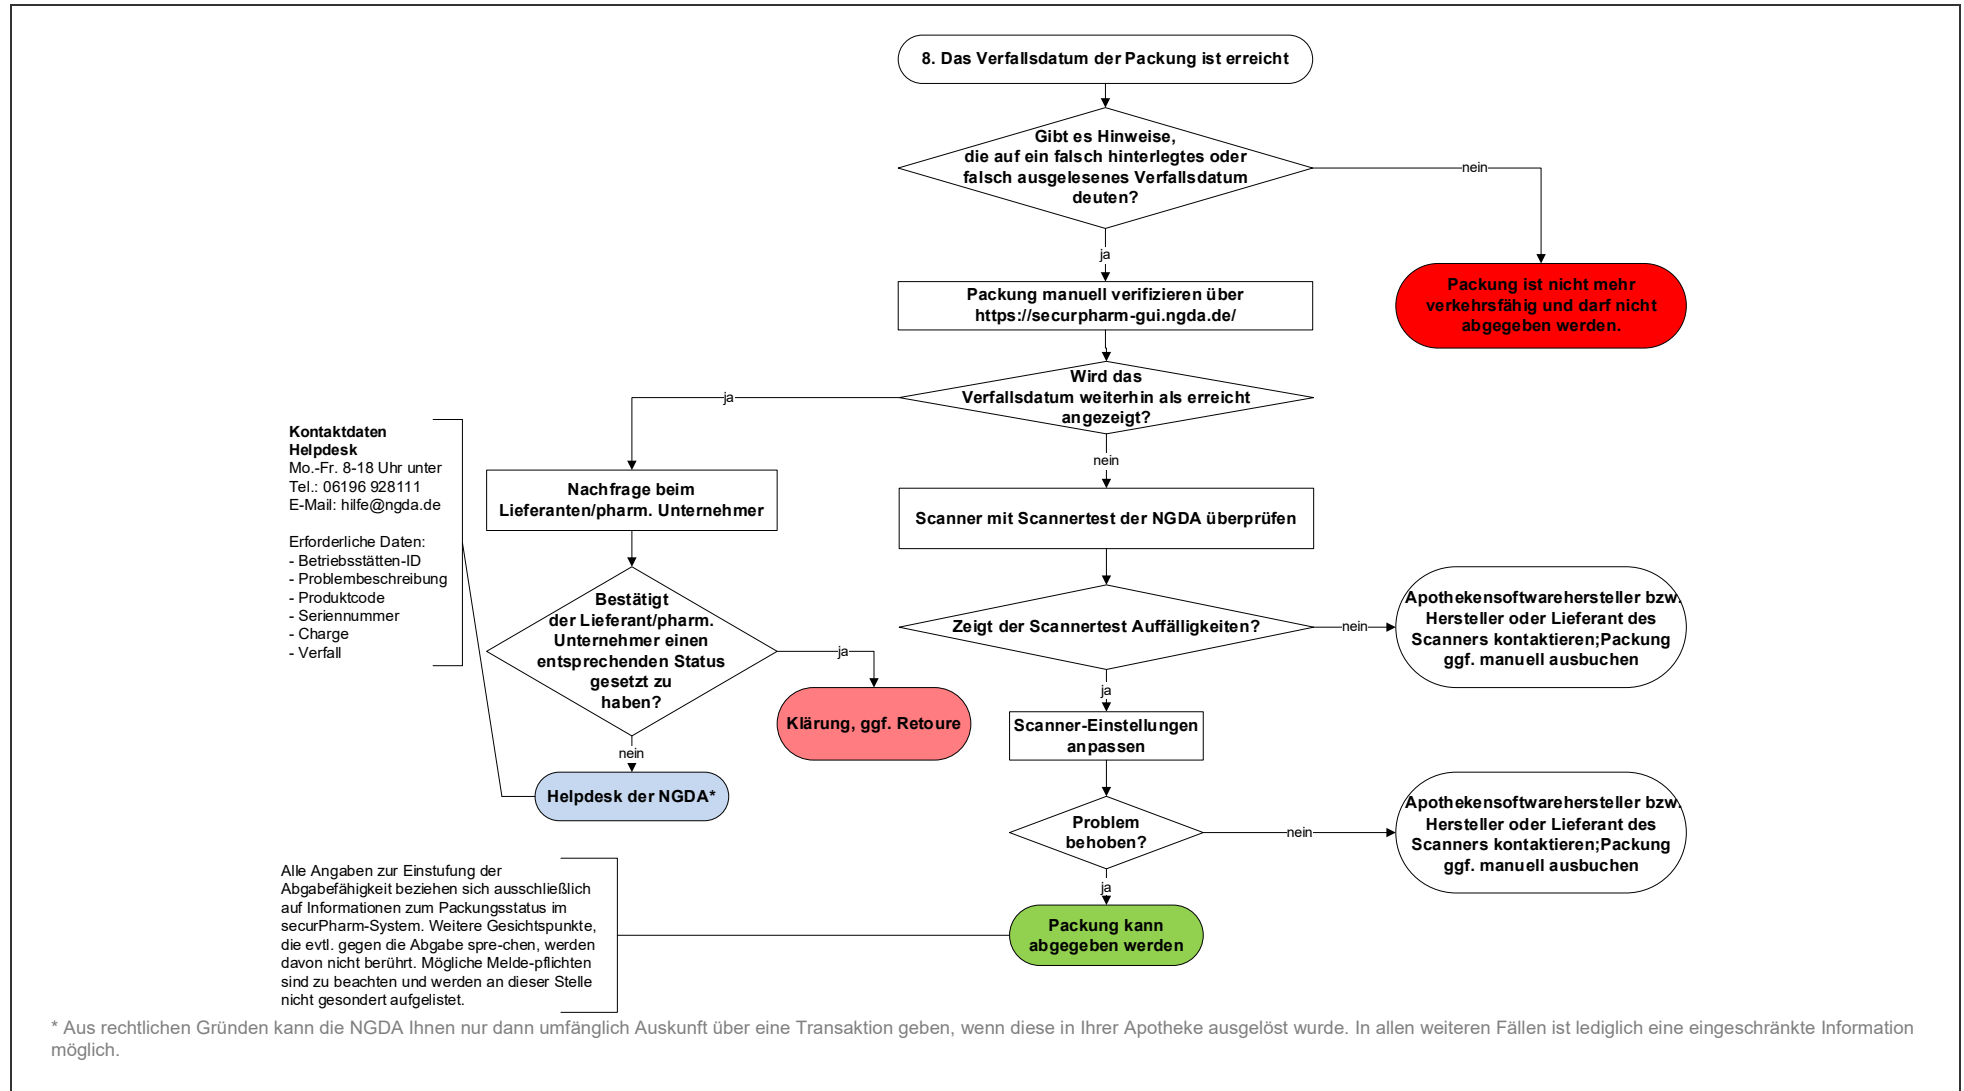 8. Das Verfallsdatum der Packung ist erreicht
Gibt es Hinweise,
die auf ein falsch hinterlegtes oder
falsch ausgelesenes Verfallsdatum
deuten?
nein
ja
Packung ist nicht mehr
verkehrsfähig und darf nicht
abgegeben werden.
Packung manuell verifizieren über
https://securpharm-gui.ngda.de/
Wird das
Verfallsdatum weiterhin als erreicht
angezeigt?
ja
nein
Kontaktdaten
Helpdesk
Mo.-Fr. 8-18 Uhr unter
Tel.: 06196 928111
E-Mail: hilfe@ngda.de
Erforderliche Daten:
- Betriebsstätten-ID
- Problembeschreibung
- Produktcode
- Seriennummer
- Charge
- Verfall
Nachfrage beim
Lieferanten/pharm. Unternehmer
Scanner mit Scannertest der NGDA überprüfen
Bestätigt
der Lieferant/pharm.
Unternehmer einen
entsprechenden Status
gesetzt zu
haben?
ja
Klärung, ggf. Retoure
nein
Helpdesk der NGDA*
Zeigt der Scannertest Auffälligkeiten?
nein
Apothekensoftwarehersteller bzw.
Hersteller oder Lieferant des
Scanners kontaktieren;Packung
ggf. manuell ausbuchen
ja
Scanner-Einstellungen
anpassen
Problem
behoben?
nein
Apothekensoftwarehersteller bzw.
Hersteller oder Lieferant des
Scanners kontaktieren;Packung
ggf. manuell ausbuchen
ja
Packung kann
abgegeben werden
Alle Angaben zur Einstufung der
Abgabefähigkeit beziehen sich ausschließlich
auf Informationen zum Packungsstatus im
securPharm-System. Weitere Gesichtspunkte,
die evtl. gegen die Abgabe spre-chen, werden
davon nicht berührt. Mögliche Melde-pflichten
sind zu beachten und werden an dieser Stelle
nicht gesondert aufgelistet.
* Aus rechtlichen Gründen kann die NGDA Ihnen nur dann umfänglich Auskunft über eine Transaktion geben, wenn diese in Ihrer Apotheke ausgelöst wurde. In allen weiteren Fällen ist lediglich eine eingeschränkte Information
möglich.